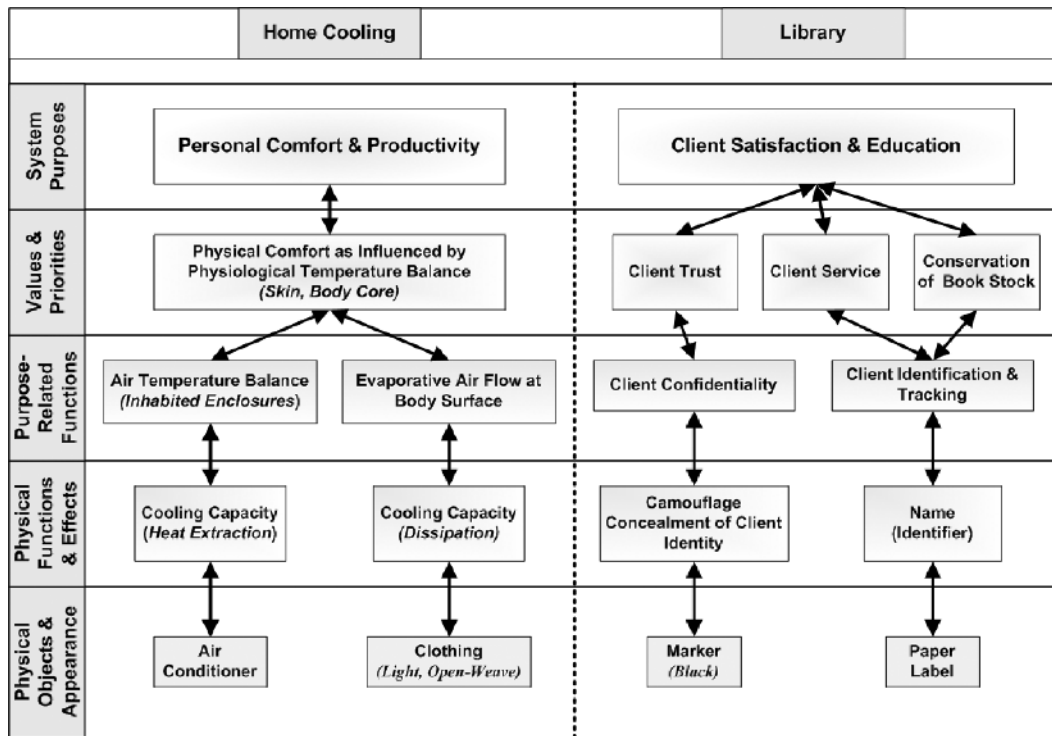 Home Cooling
Library
System
Purposes
Personal Comfort & Productivity
Client Satisfaction & Education
Values &
Priorities
Physical Comfort as Influenced by
Physiological Temperature Balance
(Skin, Body Core)
Client Trust
Client Service
Conservation
of Book Stock
Purpose-
Related
Functions
Air Temperature Balance
(Inhabited Enclosures)
Evaporative Air Flow at
Body Surface
Client Confidentiality
Client Identification &
Tracking
Physical
Functions
& Effects
Cooling Capacity
(Heat Extraction)
Cooling Capacity
(Dissipation)
Camouflage
Concealment of Client
Identity
Name
(Identifier)
Physical
Objects &
Appearance
Air
Conditioner
Clothing
(Light, Open-Weave)
Marker
(Black)
Paper
Label